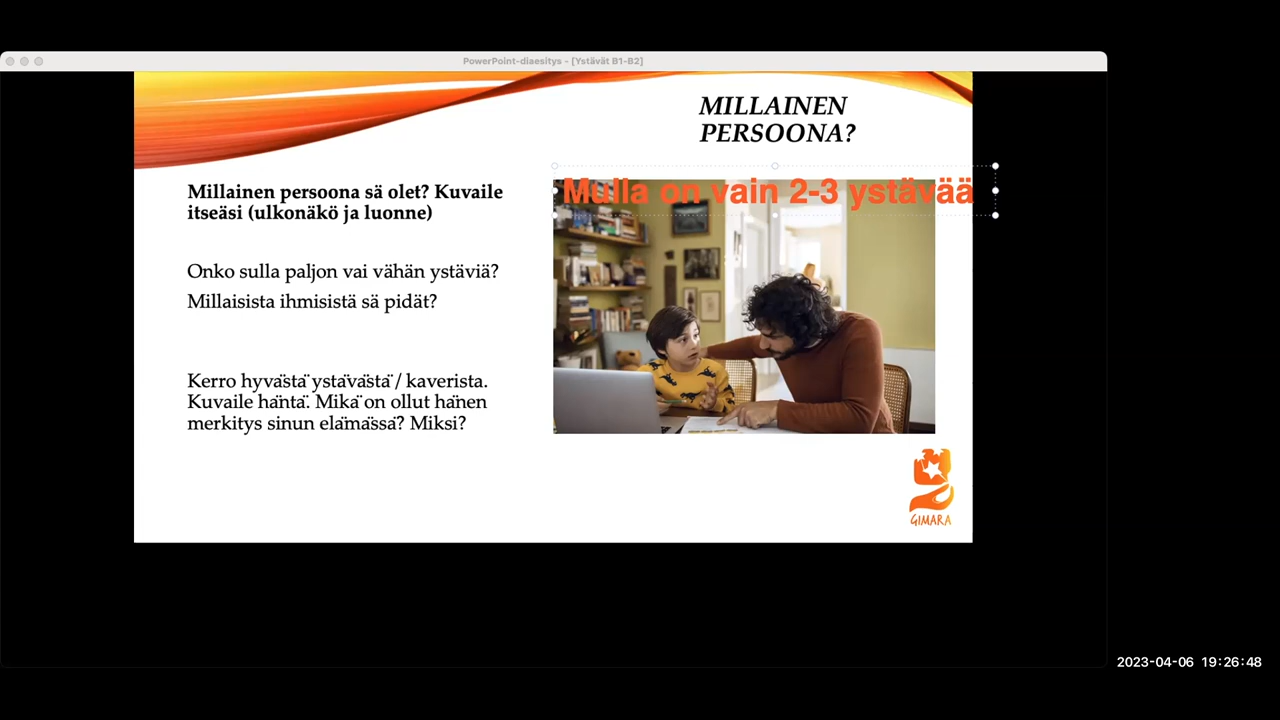 PowerPoint-diaesitys - [Ystävät B1-B2]
MILLAINEN
PERSOONA?
Mulla on vain 2-3 ystävää
Millainen persoona sä olet? Kuvaile
itseäsi (ulkonäkö ja luonne)
Onko sulla paljon vai vähän ystäviä?
Millaisista ihmisistä sä pidät?
Kerro hyvästä ystävästä / kaverista.
Kuvaile häntä. Mikä on ollut hänen
merkitys sinun elämässä? Miksi?
GIMARA
2023-04-06 19:26:48